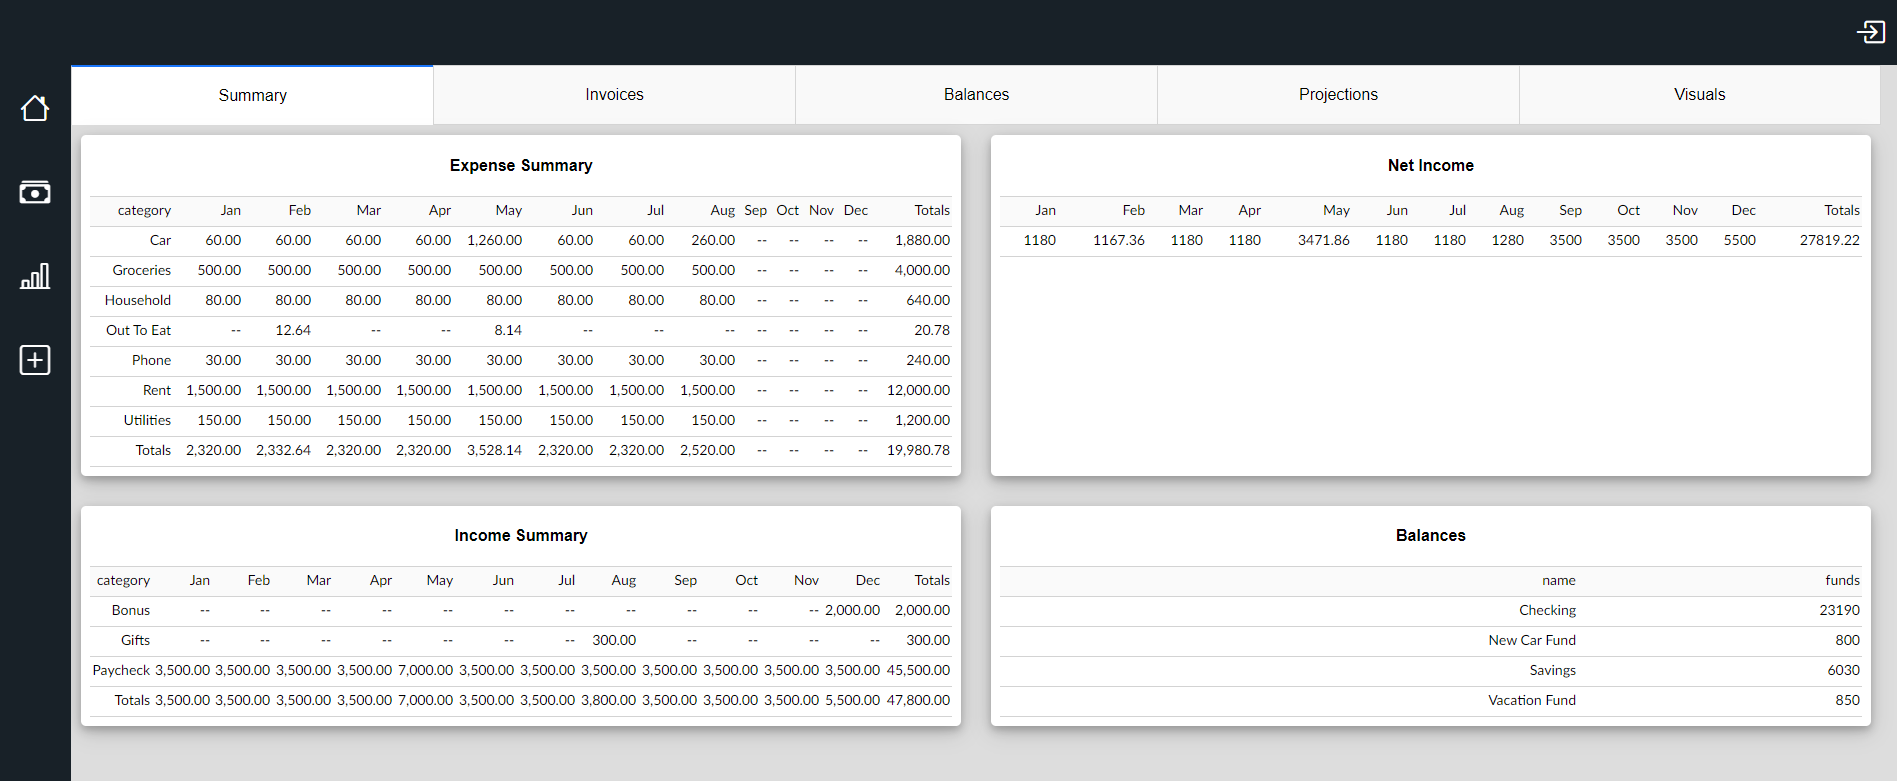 Summary Invoices Balances Projections Visuals
Expense Summary
category Jan Feb Mar Apr May Jun Jul Aug Sep Oct Nov Dec Totals
Car 60.00 60.00 60.00 60.00 1,260.00 60.00 60.00 260.00 -- -- -- -- 1,880.00
Groceries 500.00 500.00 500.00 500.00 500.00 500.00 500.00 500.00 -- -- -- -- 4,000.00
Household 80.00 80.00 80.00 80.00 80.00 80.00 80.00 80.00 -- -- -- -- 640.00
Out To Eat -- 12.64 -- -- 8.14 -- -- -- -- -- -- -- 20.78
Phone 30.00 30.00 30.00 30.00 30.00 30.00 30.00 30.00 -- -- -- -- 240.00
Rent 1,500.00 1,500.00 1,500.00 1,500.00 1,500.00 1,500.00 1,500.00 1,500.00 -- -- -- -- 12,000.00
Utilities 150.00 150.00 150.00 150.00 150.00 150.00 150.00 150.00 -- -- -- -- 1,200.00
Totals 2,320.00 2,332.64 2,320.00 2,320.00 3,528.14 2,320.00 2,320.00 2,520.00 -- -- -- -- 19,980.78
Net Income
Jan Feb Mar Apr May Jun Jul Aug Sep Oct Nov Dec Totals
1180 1167.36 1180 1180 3471.86 1180 1180 1280 3500 3500 3500 5500 27819.22
Income Summary
category Jan Feb Mar Apr May Jun Jul Aug Sep Oct Nov Dec Totals
Bonus -- -- -- -- -- -- -- -- -- -- -- 2,000.00 2,000.00
Gifts -- -- -- -- -- -- -- 300.00 -- -- -- -- 300.00
Paycheck 3,500.00 3,500.00 3,500.00 3,500.00 7,000.00 3,500.00 3,500.00 3,500.00 3,500.00 3,500.00 3,500.00 3,500.00 45,500.00
Totals 3,500.00 3,500.00 3,500.00 3,500.00 7,000.00 3,500.00 3,500.00 3,800.00 3,500.00 3,500.00 3,500.00 5,500.00 47,800.00
Balances
name funds
Checking 23190
New Car Fund 800
Savings 6030
Vacation Fund 850